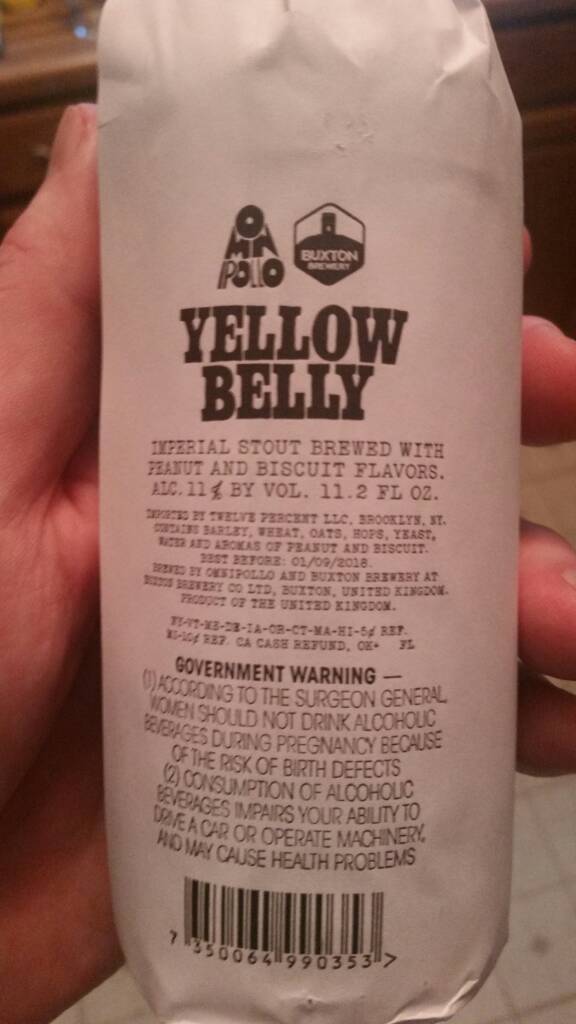 OMNIPOLLO
BUXTON
BREWERY
YELLOW
BELLY
IMPERIAL STOUT BREWED WITH
PEANUT AND BISCUIT FLAVORS.
ALC. 11% BY VOL. 11.2 FL OZ.
IMPORTED BY TWELVE PERCENT LLC, BROOKLYN, NY.
CONTAINS BARLEY, WHEAT, OATS, HOPS, YEAST,
WATER AND AROMAS OF PEANUT AND BISCUIT.
BEST BEFORE: 01/09/2018.
BREWED BY OMNIPOLLO AND BUXTON BREWERY AT
BUXTON BREWERY CO LTD, BUXTON, UNITED KINGDOM.
PRODUCT OF THE UNITED KINGDOM.
NY-VT-ME-DE-IA-OR-CT-MA-HI-5¢ REF.
MI-10¢ REF. CA CASH REFUND, OK+ FL
GOVERNMENT WARNING —
(1) ACCORDING TO THE SURGEON GENERAL,
WOMEN SHOULD NOT DRINK ALCOHOLIC
BEVERAGES DURING PREGNANCY BECAUSE
OF THE RISK OF BIRTH DEFECTS
(2) CONSUMPTION OF ALCOHOLIC
BEVERAGES IMPAIRS YOUR ABILITY TO
DRIVE A CAR OR OPERATE MACHINERY,
AND MAY CAUSE HEALTH PROBLEMS
7 350064 990353 >